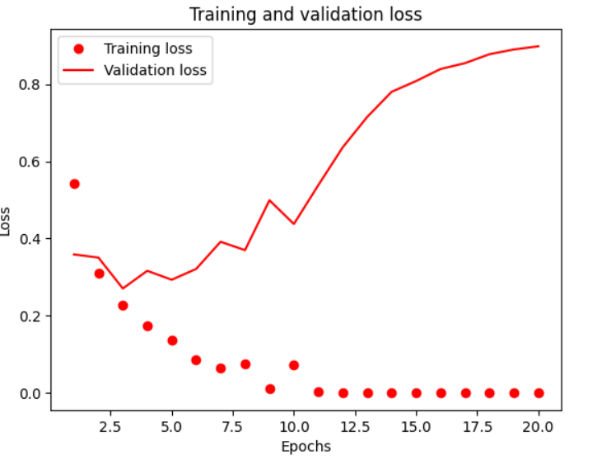 Training and validation loss
Training loss
Validation loss
0.8
0.6
0.4
0.2
0.0
Loss
2.5 5.0 7.5 10.0 12.5 15.0 17.5 20.0
Epochs